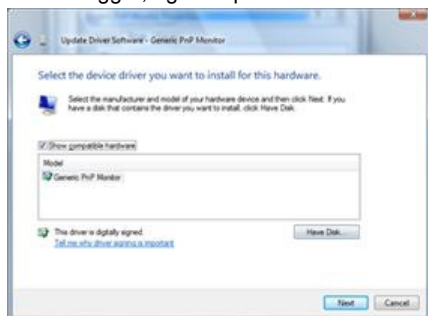 Update Driver Software - Generic PnP Monitor
Select the device driver you want to install for this hardware.
Select the manufacturer and model of your hardware device and then click Next. If you
have a disk that contains the driver you want to install, click Have Disk.
Show compatible hardware
Model
Generic PnP Monitor
This driver is digitally signed.
Have Disk...
Tell me why driver signing is important
Next
Cancel